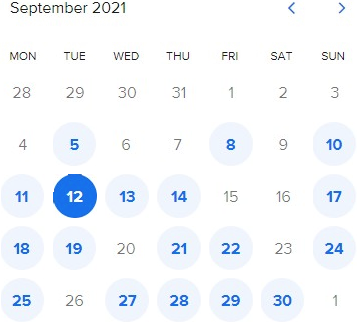 September 2021
MON TUE WED THU FRI SAT SUN
28 29 30 31 1 2 3
4 5 6 7 8 9 10
11 12 13 14 15 16 17
18 19 20 21 22 23 24
25 26 27 28 29 30 1